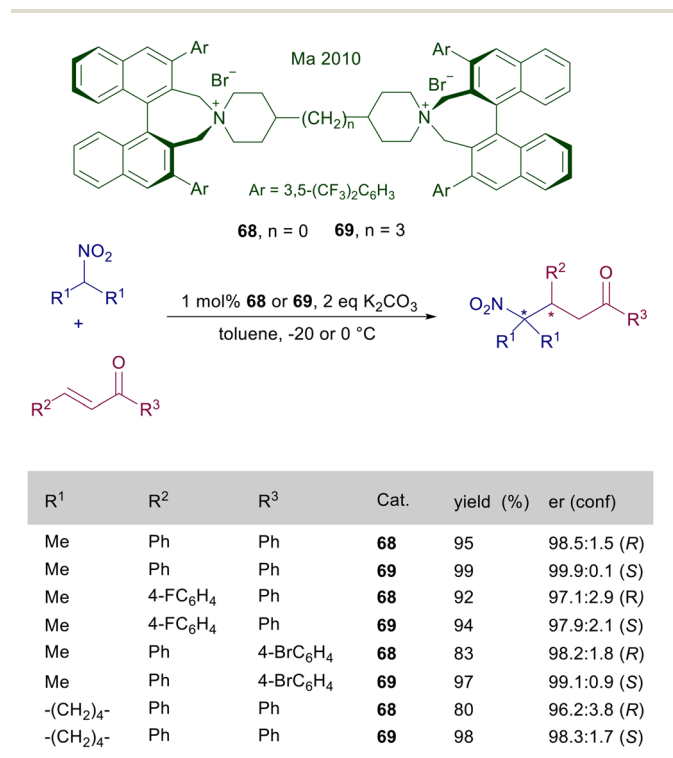 Ar Ma 2010 Ar
Br⁻ Br⁻
N⁺ (CH₂)ₙ N⁺
Ar Ar = 3,5-(CF₃)₂C₆H₃ Ar
68, n = 0 69, n = 3
NO₂
R¹ R¹
+
R² O R³
1 mol% 68 or 69, 2 eq K₂CO₃
toluene, -20 or 0 °C
R² O
O₂N * * R³
R¹ R¹
R¹ R² R³ Cat. yield (%) er (conf)
Me Ph Ph 68 95 98.5:1.5 (R)
Me Ph Ph 69 99 99.9:0.1 (S)
Me 4-FC₆H₄ Ph 68 92 97.1:2.9 (R)
Me 4-FC₆H₄ Ph 69 94 97.9:2.1 (S)
Me Ph 4-BrC₆H₄ 68 83 98.2:1.8 (R)
Me Ph 4-BrC₆H₄ 69 97 99.1:0.9 (S)
-(CH₂)₄- Ph Ph 68 80 96.2:3.8 (R)
-(CH₂)₄- Ph Ph 69 98 98.3:1.7 (S)